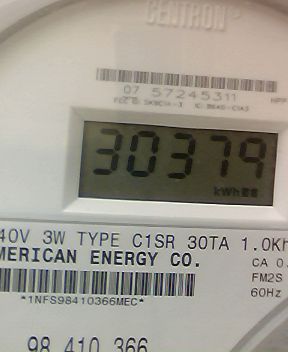 CENTRON®
07 57245311
30379
kWh
40V 3W TYPE C1SR 30TA 1.0Kh
MERICAN ENERGY CO.
CA 0.
FM2S
60Hz
*1NFS98410366MEC*
98 410 366